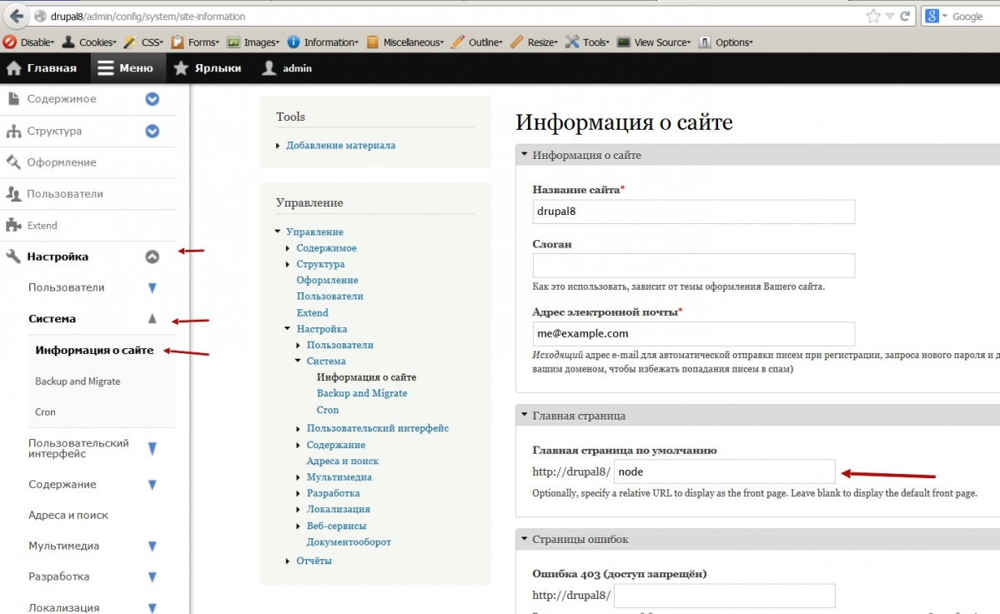 drupal8/admin/config/system/site-information
Google
Disable
Cookies
CSS
Forms
Images
Information
Miscellaneous
Outline
Resize
Tools
View Source
Options
Главная
Меню
Ярлыки
admin
Содержимое
Структура
Оформление
Пользователи
Extend
Настройка
Пользователи
Система
Информация о сайте
Backup and Migrate
Cron
Пользовательский
интерфейс
Содержание
Адреса и поиск
Мультимедиа
Разработка
Локализация
Tools
Добавление материала
Управление
Управление
Содержимое
Структура
Оформление
Пользователи
Extend
Настройка
Пользователи
Система
Информация о сайте
Backup and Migrate
Cron
Пользовательский интерфейс
Содержание
Адреса и поиск
Мультимедиа
Разработка
Локализация
Веб-сервисы
Документооборот
Отчёты
Информация о сайте
Информация о сайте
Название сайта*
drupal8
Слоган
Как это использовать, зависит от темы оформления Вашего сайта.
Адрес электронной почты*
me@example.com
Исходящий адрес e-mail для автоматической отправки писем при регистрации, запроса нового пароля и д
вашим доменом, чтобы избежать попадания писем в спам)
Главная страница
Главная страница по умолчанию
http://drupal8/ node
Optionally, specify a relative URL to display as the front page. Leave blank to display the default front page.
Страницы ошибок
Ошибка 403 (доступ запрещён)
http://drupal8/